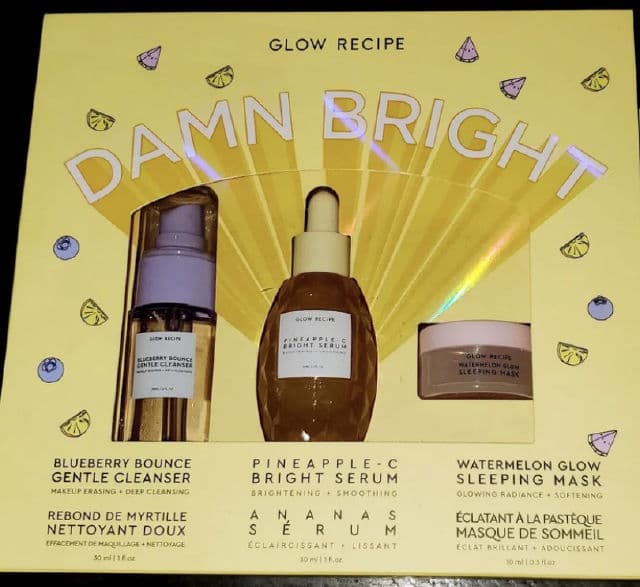 GLOW RECIPE
DAMN BRIGHT
GLOW RECIPE
BLUEBERRY BOUNCE
GENTLE CLEANSER
GLOW RECIPE
PINEAPPLE-C
BRIGHT SERUM
GLOW RECIPE
WATERMELON GLOW
SLEEPING MASK
BLUEBERRY BOUNCE
GENTLE CLEANSER
MAKEUP ERASING + DEEP CLEANSING
REBOND DE MYRTILLE
NETTOYANT DOUX
EFFACEMENT DE MAQUILLAGE + NETTOYAGE
30 ml | 1 fl oz.
PINEAPPLE-C
BRIGHT SERUM
BRIGHTENING + SMOOTHING
ANANAS
SÉRUM
ÉCLAIRCISSANT + LISSANT
30 ml | 1 fl oz.
WATERMELON GLOW
SLEEPING MASK
GLOWING RADIANCE + SOFTENING
ÉCLATANT À LA PASTÈQUE
MASQUE DE SOMMEIL
ÉCLAT BRILLANT + ADOUCISSANT
10 ml | 0.3 fl oz.